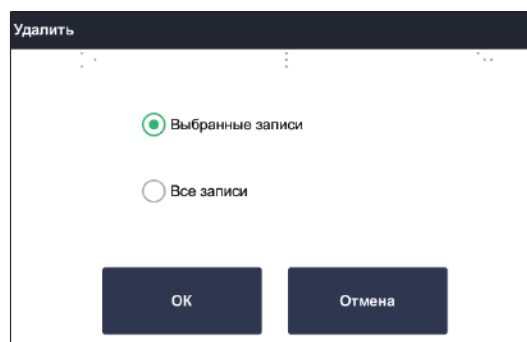 Удалить
Выбранные записи
Все записи
ОК
Отмена